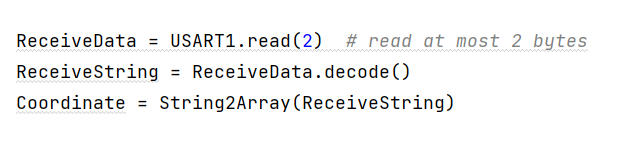 ReceiveData = USART1.read(2)  # read at most 2 bytes
ReceiveString = ReceiveData.decode()
Coordinate = String2Array(ReceiveString)